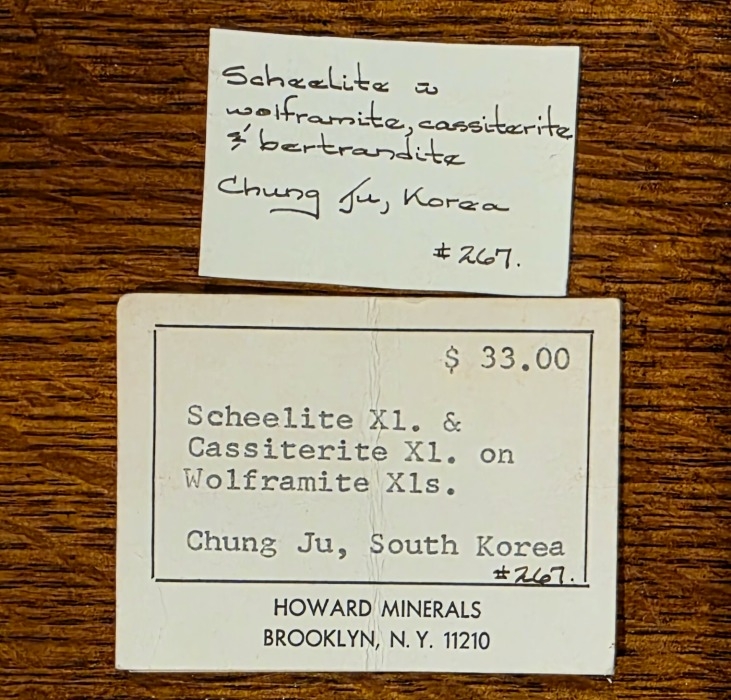 Scheelite w̄
wolframite, cassiterite
& bertrandite
Chung Ju, Korea
#267.
$ 33.00
Scheelite Xl. &
Cassiterite Xl. on
Wolframite Xls.
Chung Ju, South Korea
#267.
HOWARD MINERALS
BROOKLYN, N. Y. 11210